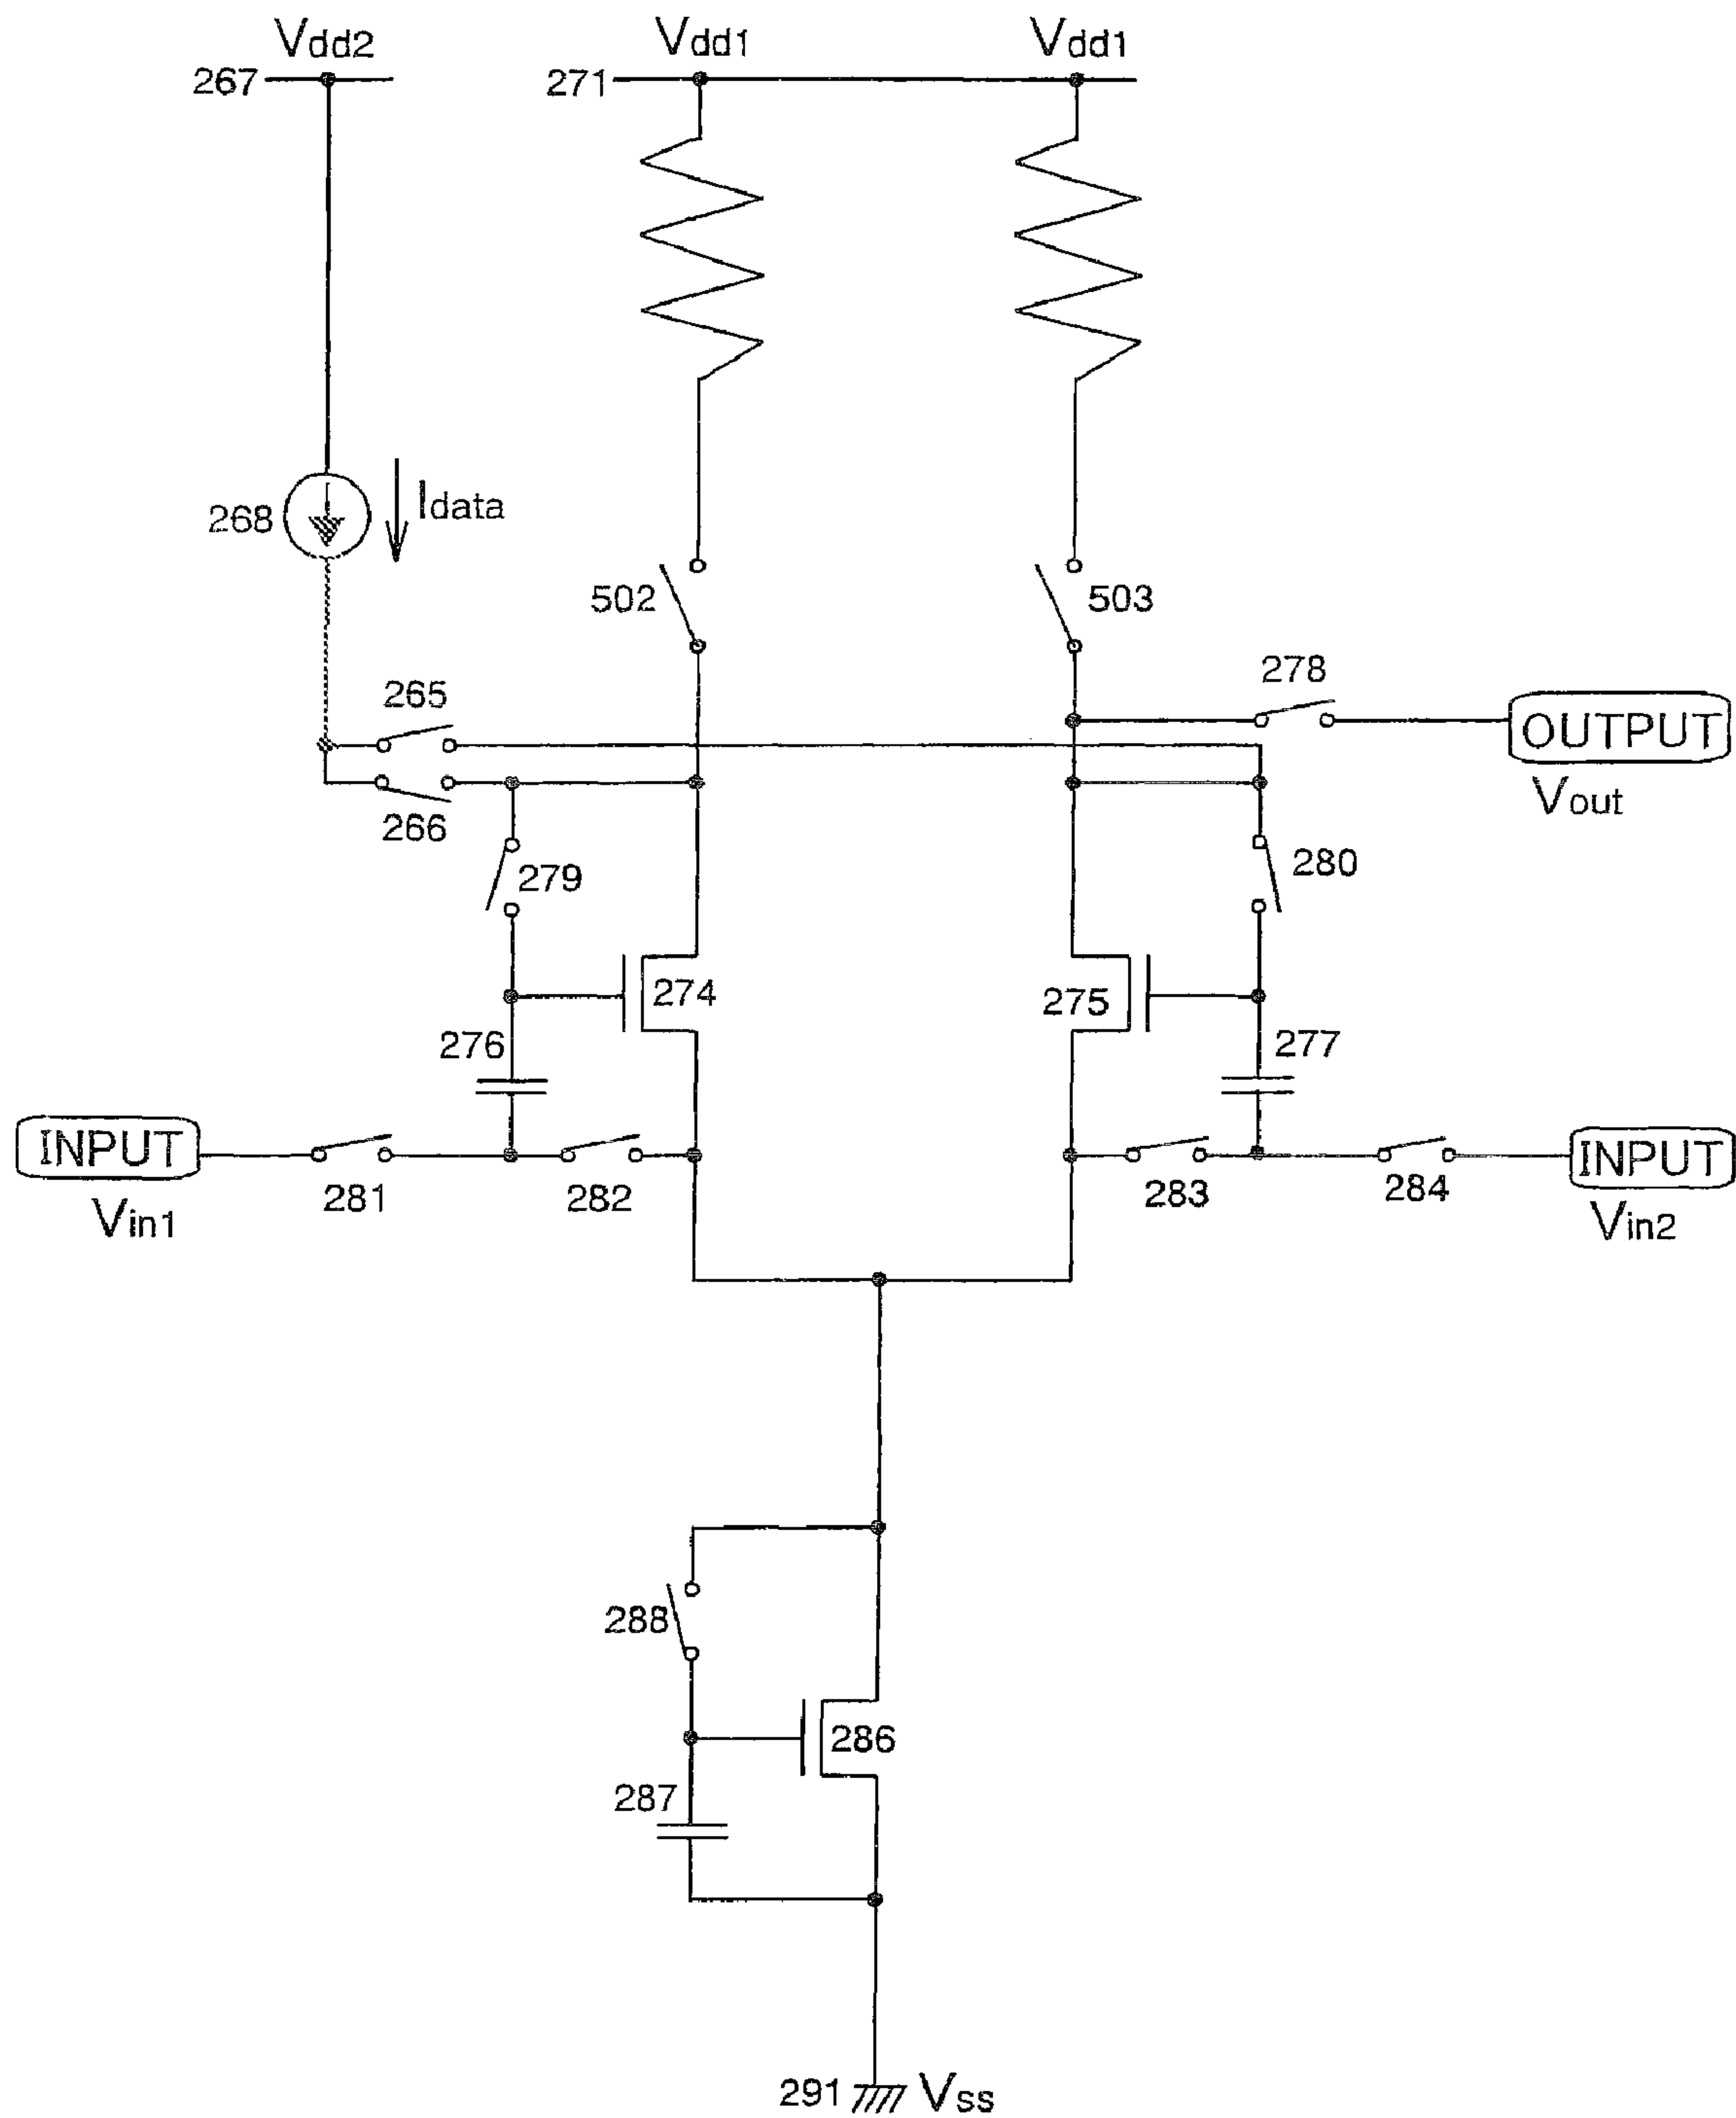 Vdd2
Vdd1
Vdd1
267
271
268
Idata
502
503
278
265
OUTPUT
Vout
266
279
280
274
275
276
277
INPUT
INPUT
281
282
283
284
Vin1
Vin2
288
286
287
291
Vss